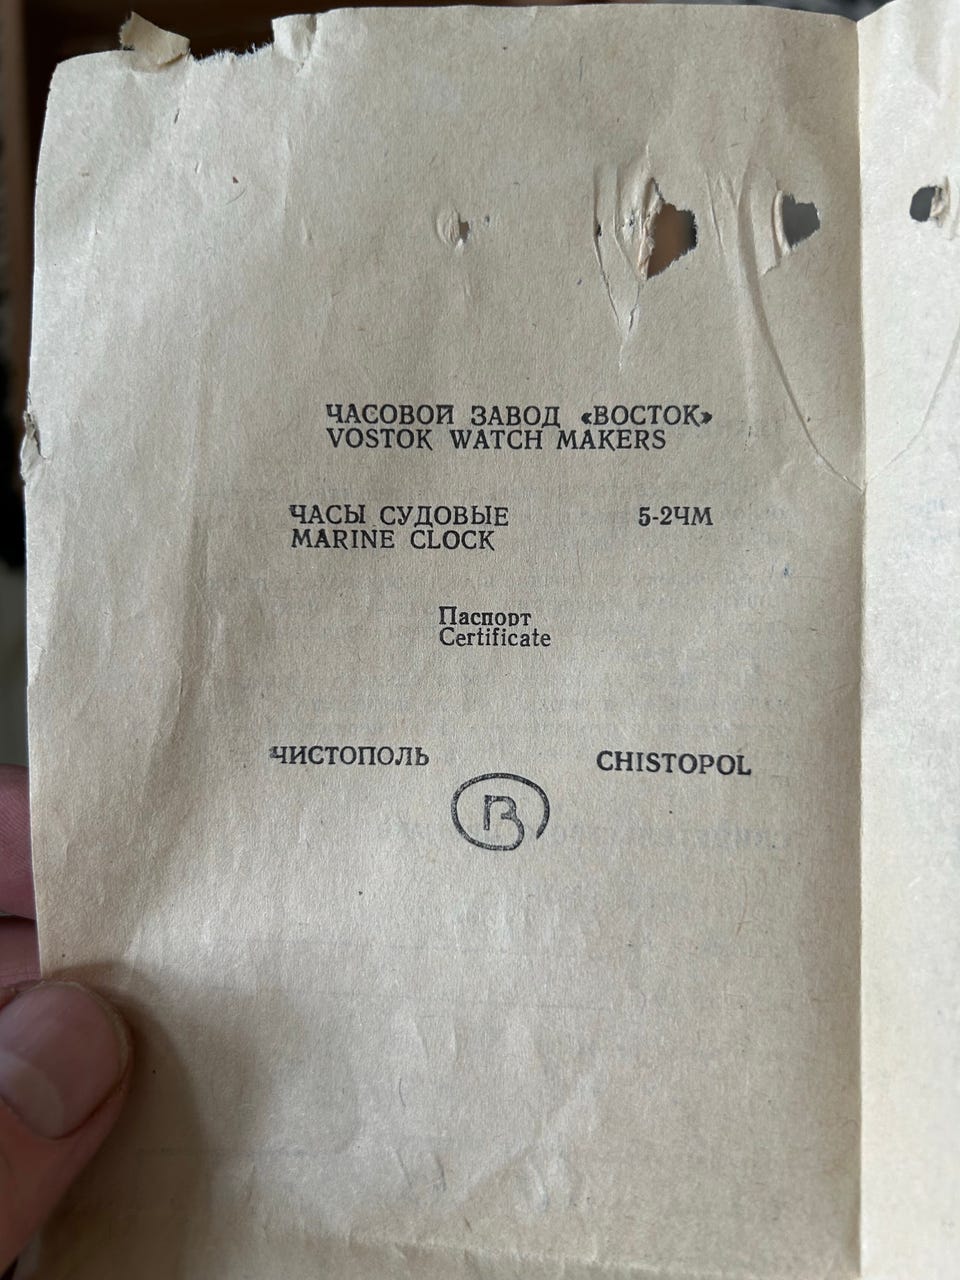 ЧАСОВОЙ ЗАВОД «ВОСТОК»
VOSTOK WATCH MAKERS
ЧАСЫ СУДОВЫЕ 5-2ЧМ
MARINE CLOCK
Паспорт
Certificate
ЧИСТОПОЛЬ CHISTOPOL
В